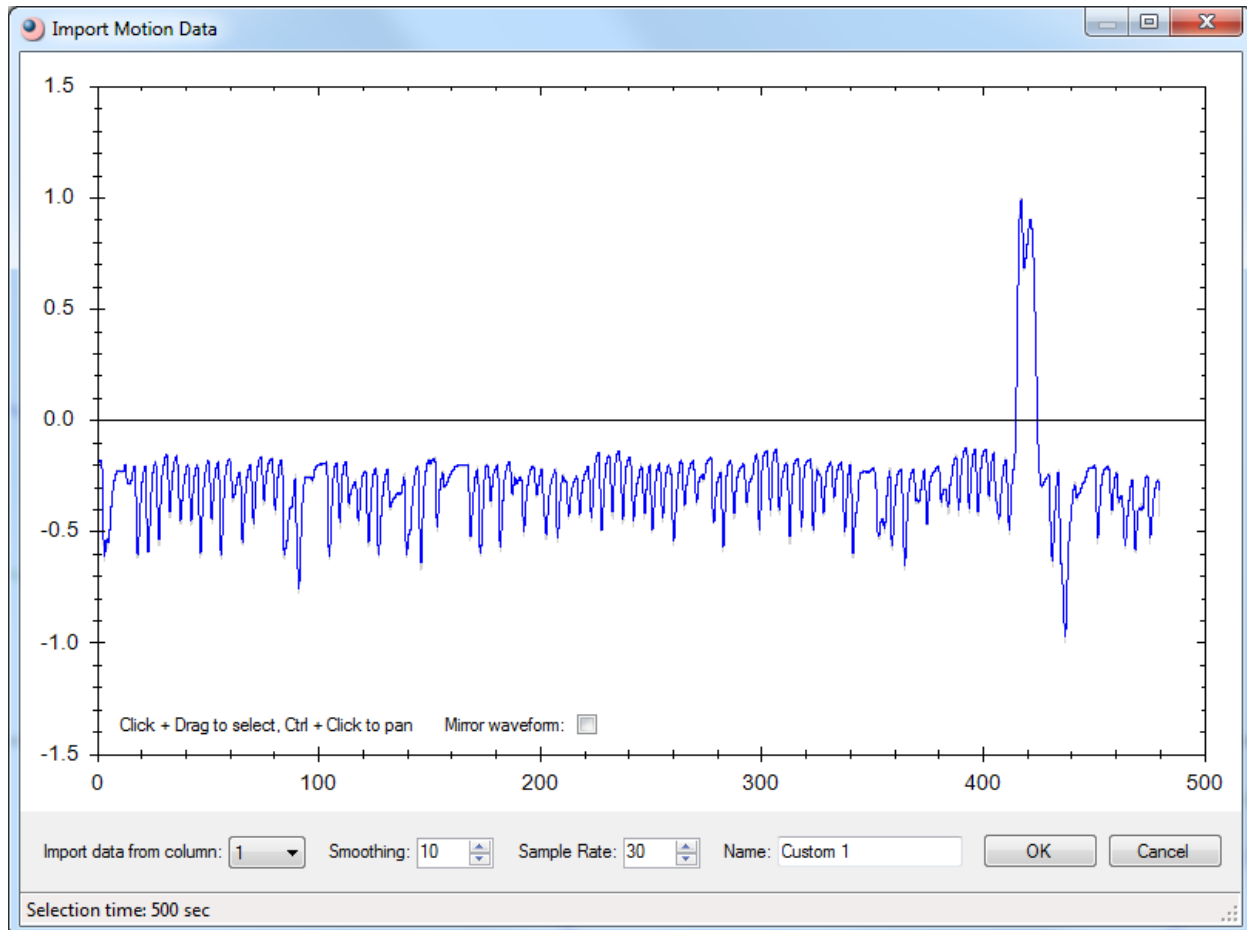 Import Motion Data
1.5
1.0
0.5
0.0
-0.5
-1.0
Click + Drag to select, Ctrl + Click to pan Mirror waveform:
-1.5
0 100 200 300 400 500
Import data from column: 1 Smoothing: 10 Sample Rate: 30 Name: Custom 1 OK Cancel
Selection time: 500 sec